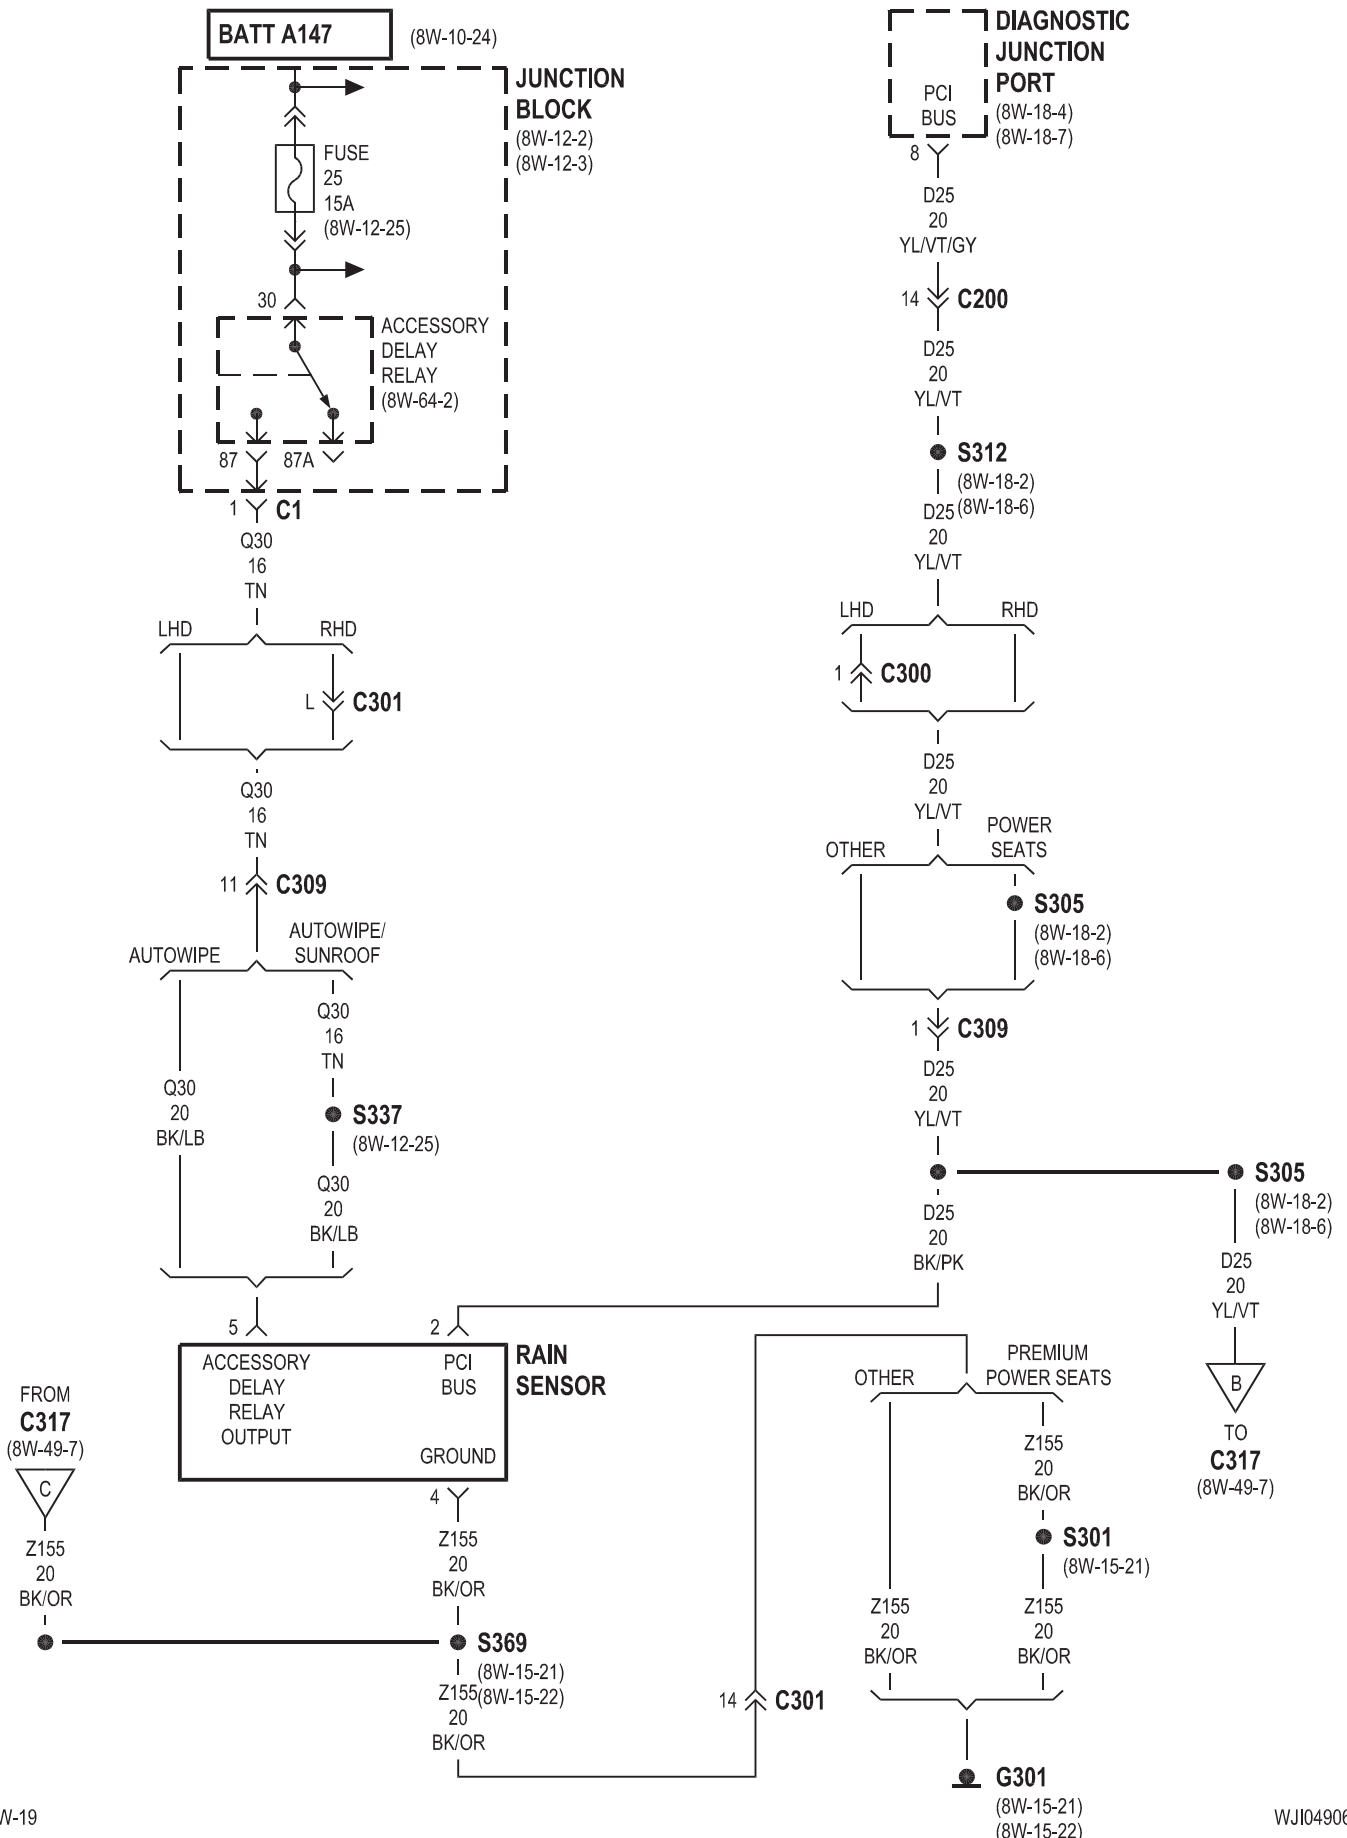 BATT A147
(8W-10-24)
JUNCTION
BLOCK
(8W-12-2)
(8W-12-3)
FUSE
25
15A
(8W-12-25)
30
ACCESSORY
DELAY
RELAY
(8W-64-2)
87
87A
1
C1
Q30
16
TN
LHD
RHD
L
C301
Q30
16
TN
11
C309
AUTOWIPE
AUTOWIPE/
SUNROOF
Q30
16
TN
Q30
20
BK/LB
S337
(8W-12-25)
Q30
20
BK/LB
5
2
ACCESSORY
DELAY
RELAY
OUTPUT
PCI
BUS
GROUND
RAIN
SENSOR
FROM
C317
(8W-49-7)
C
Z155
20
BK/OR
4
Z155
20
BK/OR
S369
(8W-15-21)
(8W-15-22)
Z155
20
BK/OR
DIAGNOSTIC
JUNCTION
PORT
(8W-18-4)
(8W-18-7)
PCI
BUS
8
D25
20
YL/VT/GY
14
C200
D25
20
YL/VT
S312
(8W-18-2)
(8W-18-6)
D25
20
YL/VT
LHD
RHD
1
C300
D25
20
YL/VT
OTHER
POWER
SEATS
S305
(8W-18-2)
(8W-18-6)
1
C309
D25
20
YL/VT
S305
(8W-18-2)
(8W-18-6)
D25
20
BK/PK
D25
20
YL/VT
B
TO
C317
(8W-49-7)
OTHER
PREMIUM
POWER SEATS
Z155
20
BK/OR
S301
(8W-15-21)
Z155
20
BK/OR
Z155
20
BK/OR
14
C301
G301
(8W-15-21)
(8W-15-22)
W-19
WJI04906